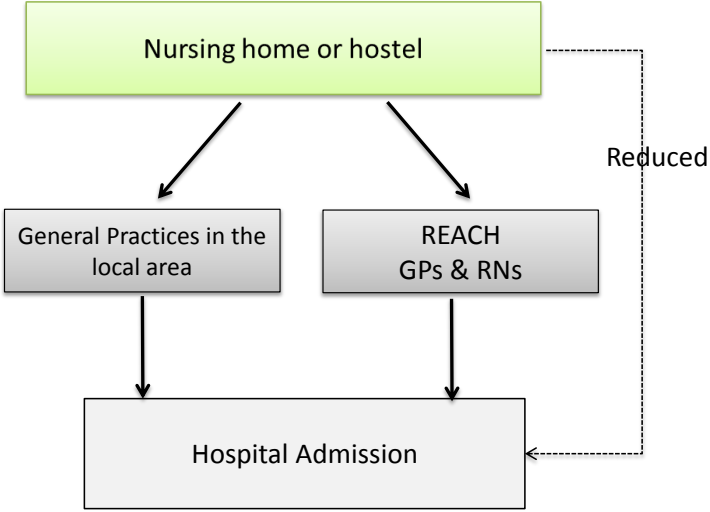 Nursing home or hostel
Reduced
General Practices in the
local area
REACH
GPs & RNs
Hospital Admission